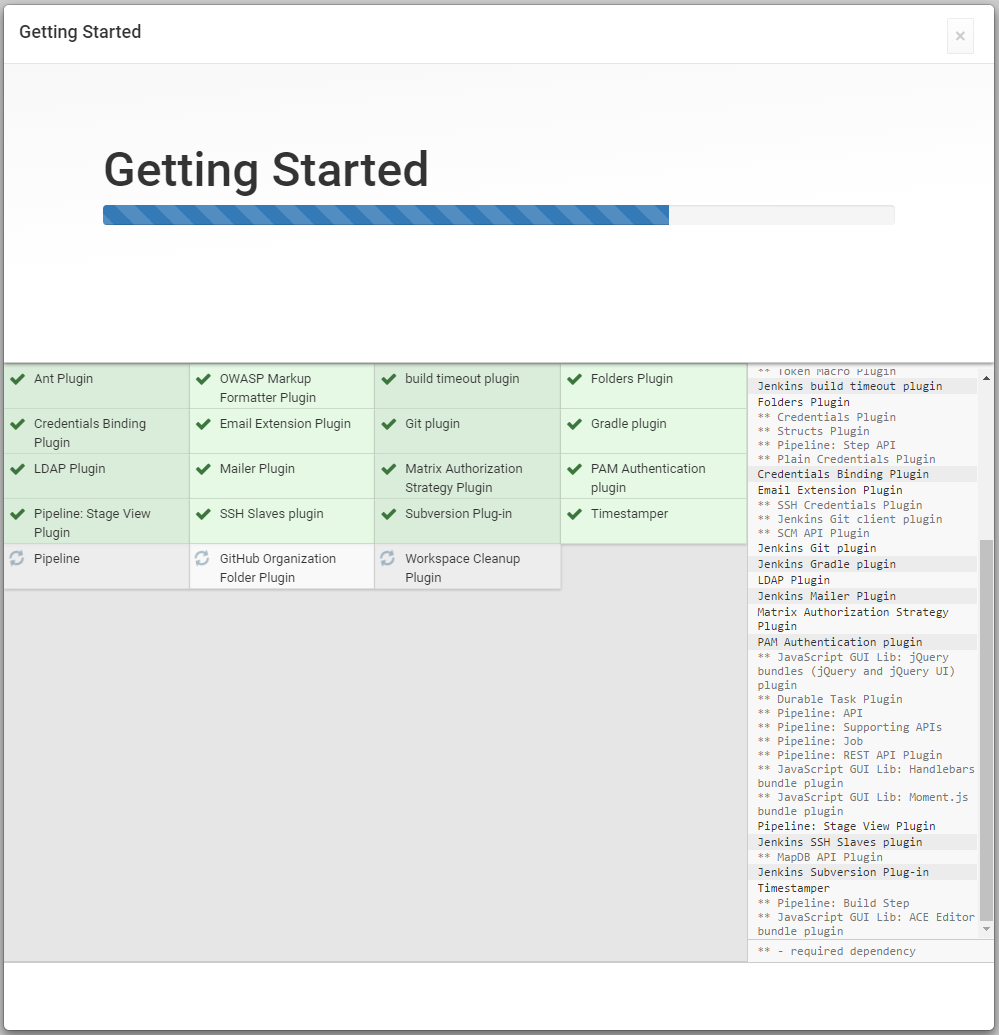 Getting Started
×
Getting Started
Ant Plugin
OWASP Markup
Formatter Plugin
build timeout plugin
Folders Plugin
Credentials Binding
Plugin
Email Extension Plugin
Git plugin
Gradle plugin
LDAP Plugin
Mailer Plugin
Matrix Authorization
Strategy Plugin
PAM Authentication
plugin
Pipeline: Stage View
Plugin
SSH Slaves plugin
Subversion Plug-in
Timestamper
Pipeline
GitHub Organization
Folder Plugin
Workspace Cleanup
Plugin
** Token Macro Plugin
Jenkins build timeout plugin
Folders Plugin
** Credentials Plugin
** Structs Plugin
** Pipeline: Step API
** Plain Credentials Plugin
Credentials Binding Plugin
Email Extension Plugin
** SSH Credentials Plugin
** Jenkins Git client plugin
** SCM API Plugin
Jenkins Git plugin
Jenkins Gradle plugin
LDAP Plugin
Jenkins Mailer Plugin
Matrix Authorization Strategy
Plugin
PAM Authentication plugin
** JavaScript GUI Lib: jQuery
bundles (jQuery and jQuery UI)
plugin
** Durable Task Plugin
** Pipeline: API
** Pipeline: Supporting APIs
** Pipeline: Job
** Pipeline: REST API Plugin
** JavaScript GUI Lib: Handlebars
bundle plugin
** JavaScript GUI Lib: Moment.js
bundle plugin
Pipeline: Stage View Plugin
Jenkins SSH Slaves plugin
** MapDB API Plugin
Jenkins Subversion Plug-in
Timestamper
** Pipeline: Build Step
** JavaScript GUI Lib: ACE Editor
bundle plugin
** - required dependency